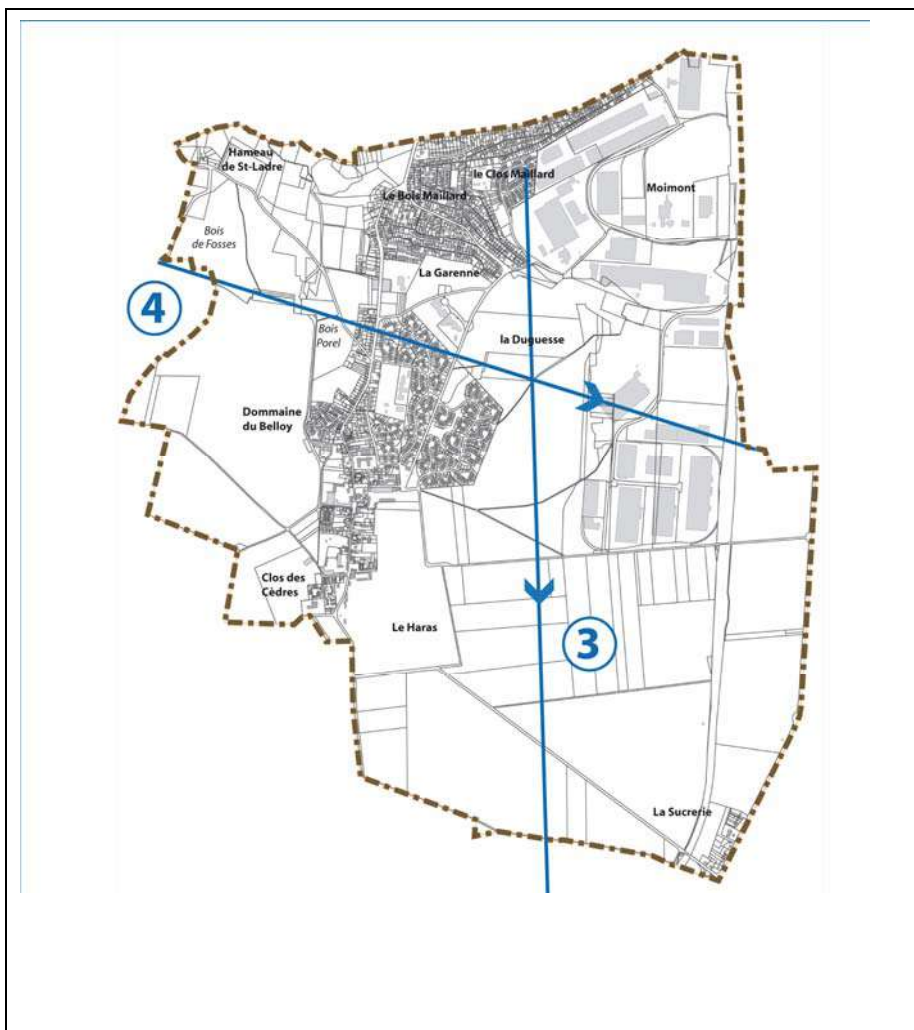 Hameau
de St-Ladre
le Clos Maillard
Moimont
Le Bois Maillard
Bois
de Fosses
La Garenne
4
Bois
Porel
la Duguesse
Dommaine
du Belloy
Clos des
Cèdres
Le Haras
3
La Sucrerie